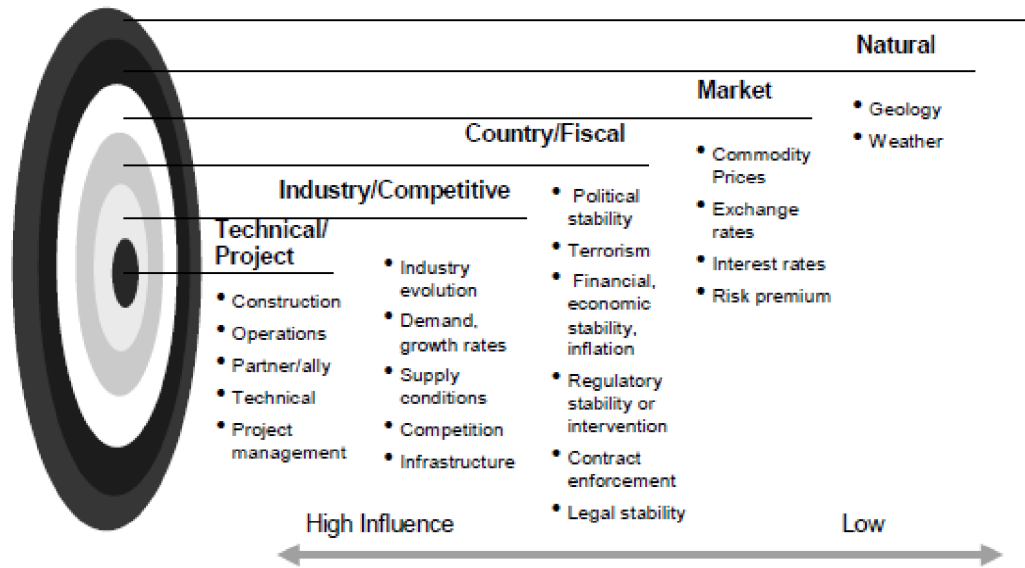 Natural
• Geology
• Weather
Market
• Commodity
Prices
• Exchange
rates
• Interest rates
• Risk premium
Country/Fiscal
• Political
stability
• Terrorism
• Financial,
economic
stability,
inflation
• Regulatory
stability or
intervention
• Contract
enforcement
• Legal stability
Industry/Competitive
• Industry
evolution
• Demand,
growth rates
• Supply
conditions
• Competition
• Infrastructure
Technical/
Project
• Construction
• Operations
• Partner/ally
• Technical
• Project
management
High Influence
Low